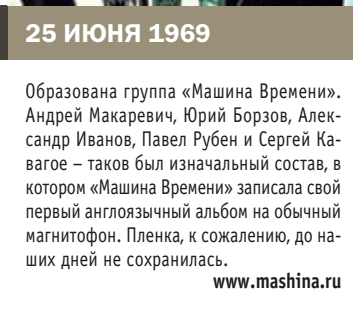 25 ИЮНЯ 1969
Образована группа «Машина Времени».
Андрей Макаревич, Юрий Борзов, Алек-
сандр Иванов, Павел Рубен и Сергей Ка-
вагое – таков был изначальный состав, в
котором «Машина Времени» записала свой
первый англоязычный альбом на обычный
магнитофон. Пленка, к сожалению, до на-
ших дней не сохранилась.
www.mashina.ru